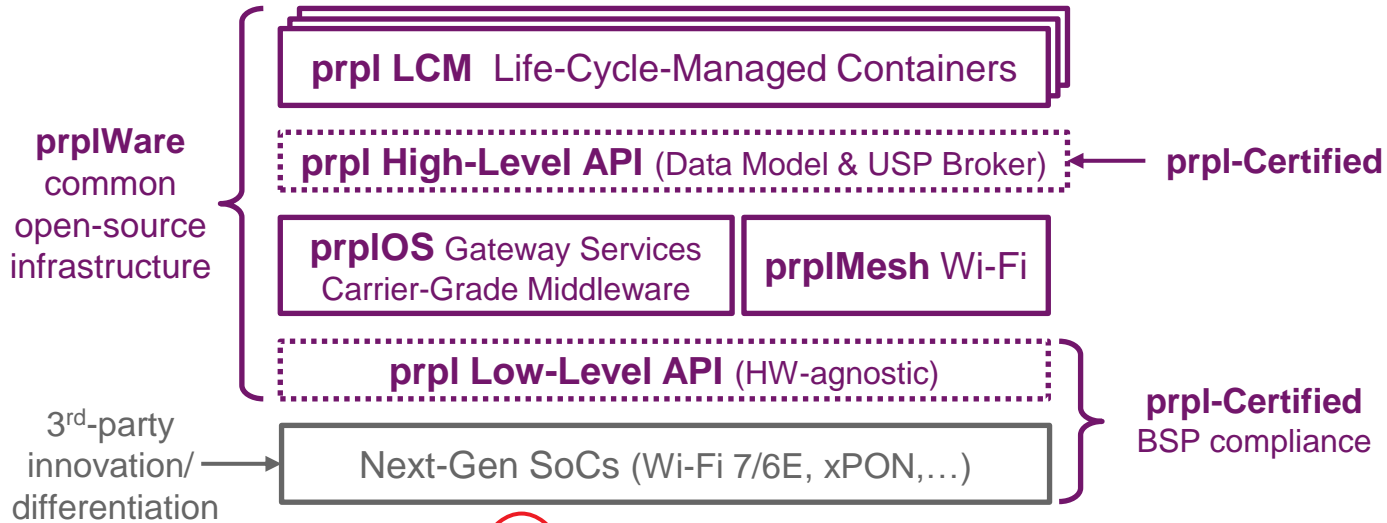 prpl LCM Life-Cycle-Managed Containers
prplWare
common
open-source
infrastructure
prpl High-Level API (Data Model & USP Broker)
prpl-Certified
prplOS Gateway Services
Carrier-Grade Middleware
prplMesh Wi-Fi
prpl Low-Level API (HW-agnostic)
prpl-Certified
BSP compliance
3rd-party
innovation/
differentiation
Next-Gen SoCs (Wi-Fi 7/6E, xPON,…)